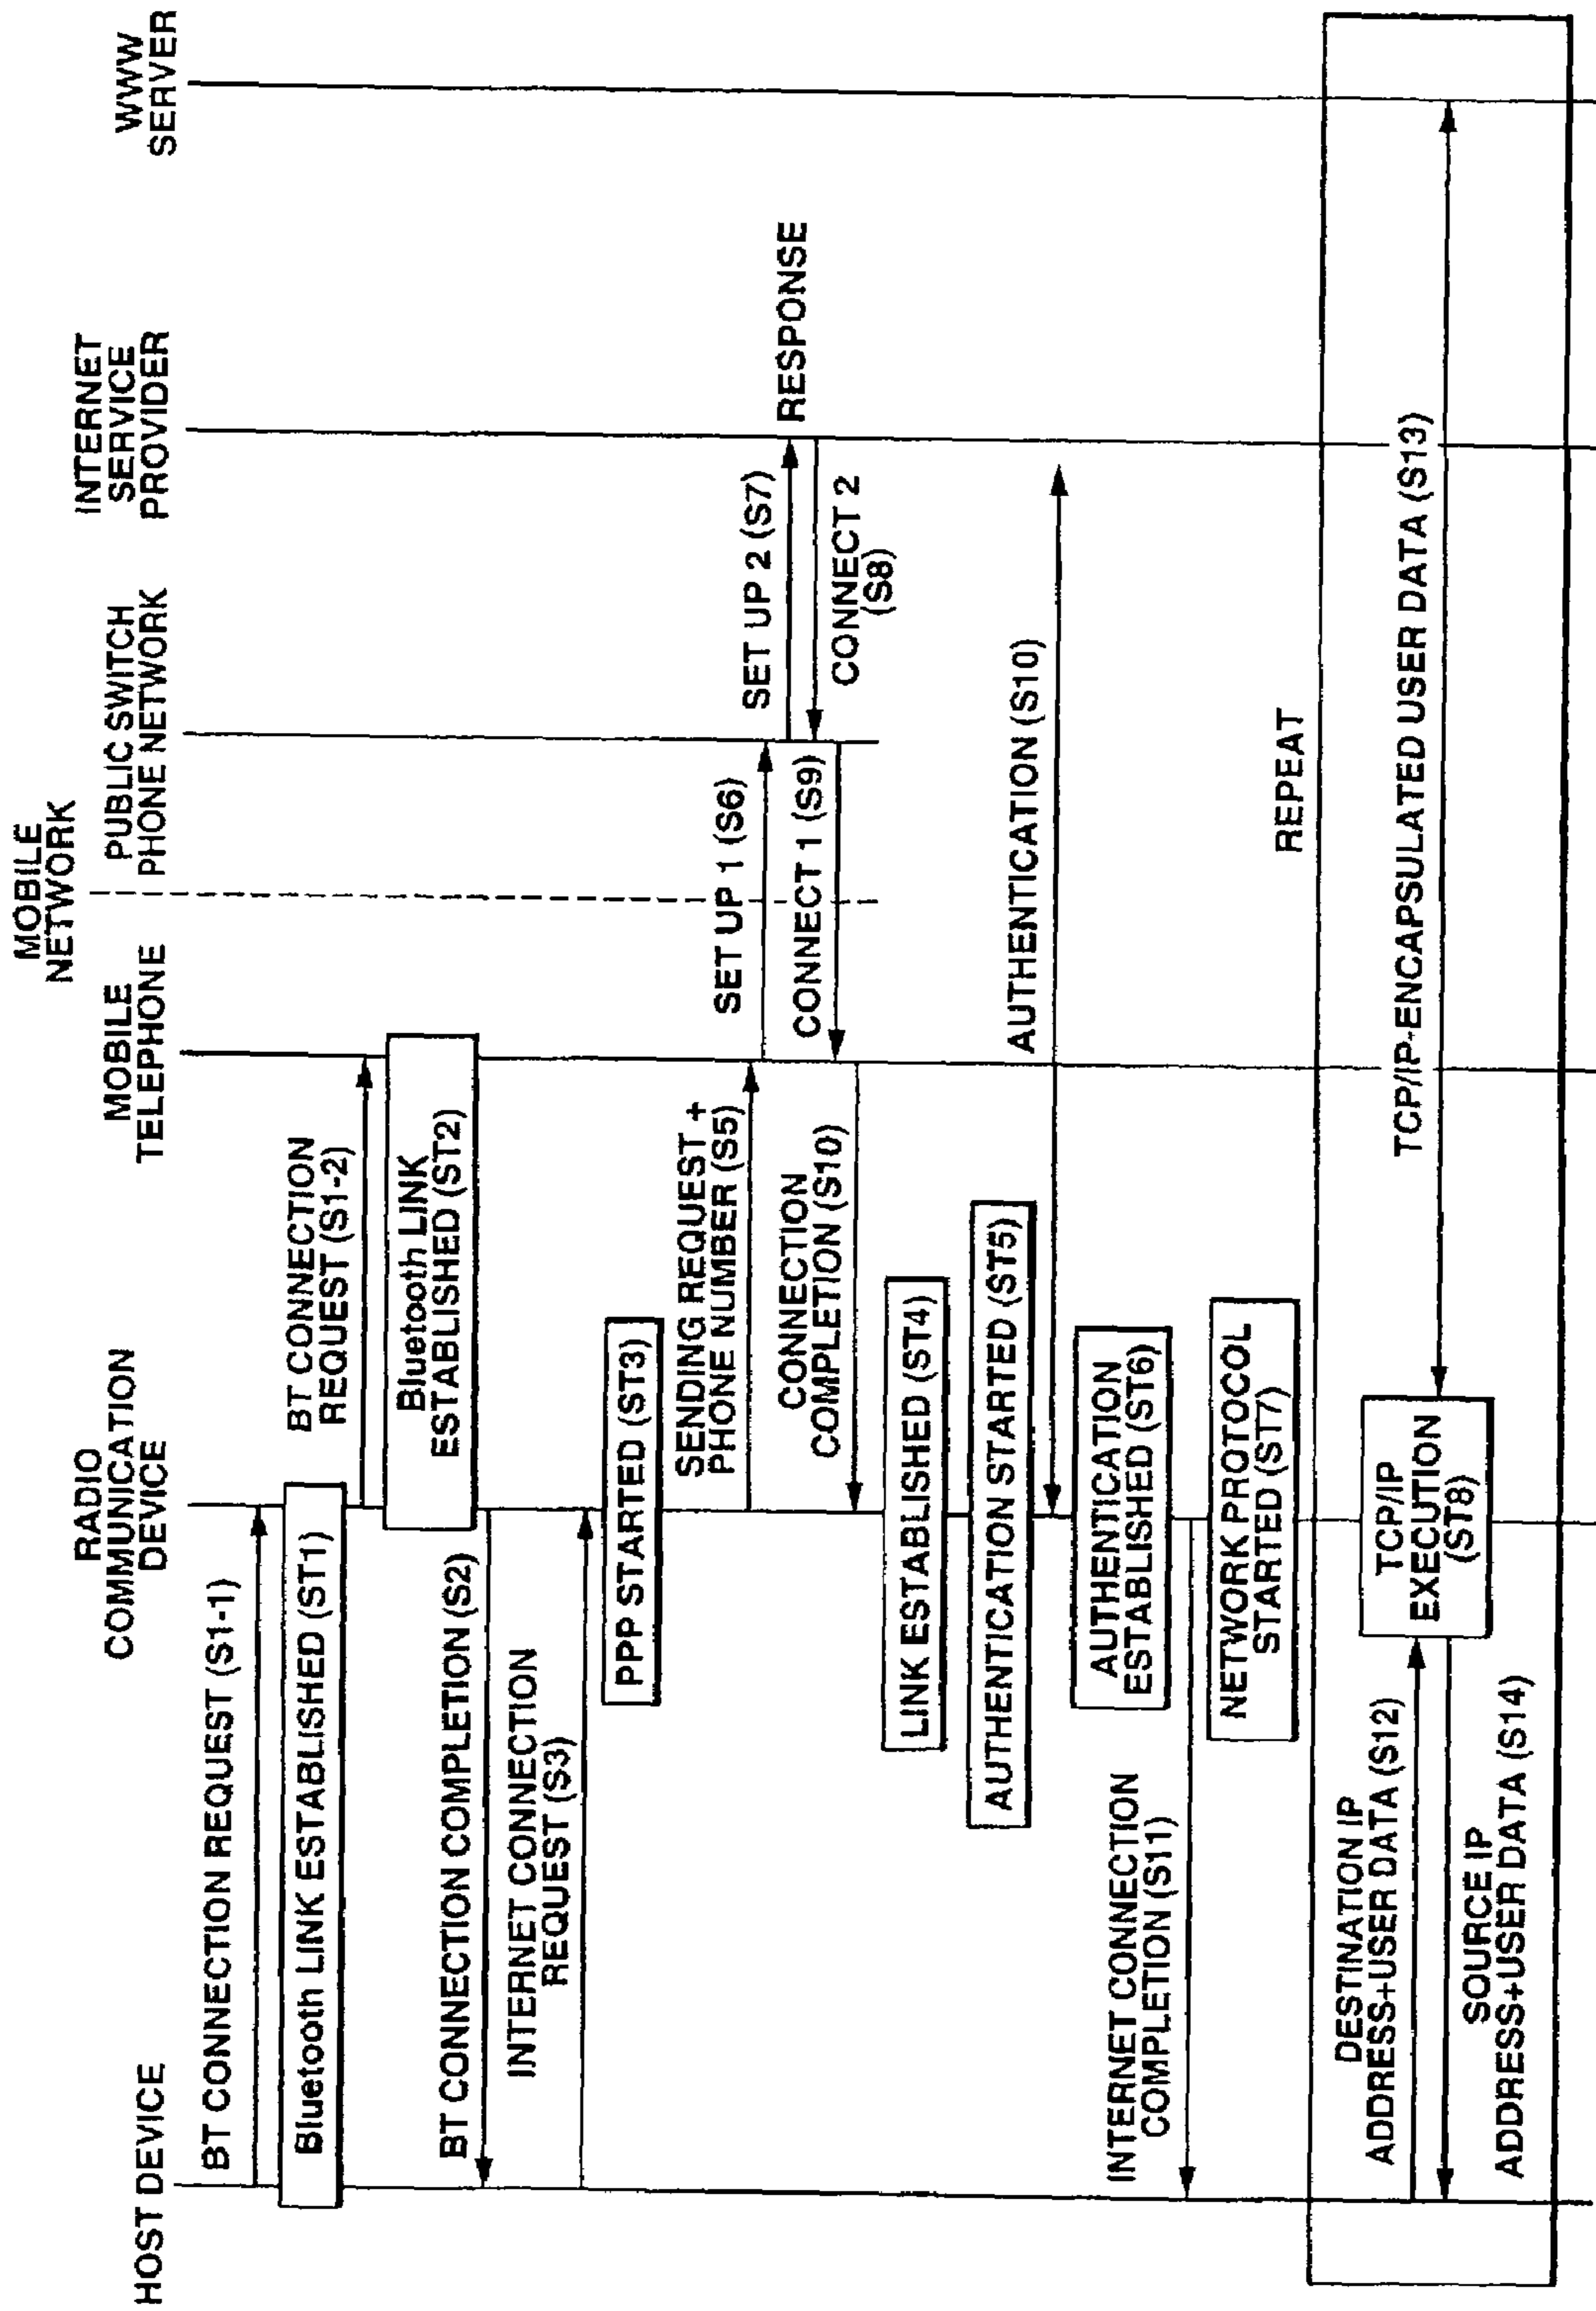 HOST DEVICE
RADIO
COMMUNICATION
DEVICE
MOBILE
TELEPHONE
MOBILE
NETWORK
PUBLIC SWITCH
PHONE NETWORK
INTERNET
SERVICE
PROVIDER
WWW
SERVER
BT CONNECTION REQUEST (S1-1)
Bluetooth LINK ESTABLISHED (ST1)
BT CONNECTION
REQUEST (S1-2)
Bluetooth LINK
ESTABLISHED (ST2)
BT CONNECTION COMPLETION (S2)
INTERNET CONNECTION
REQUEST (S3)
PPP STARTED (ST3)
SENDING REQUEST +
PHONE NUMBER (S5)
SET UP 1 (S6)
SET UP 2 (S7)
RESPONSE
CONNECT 2
(S8)
CONNECT 1 (S9)
CONNECTION
COMPLETION (S10)
LINK ESTABLISHED (ST4)
AUTHENTICATION STARTED (ST5)
AUTHENTICATION (S10)
AUTHENTICATION
ESTABLISHED (ST6)
INTERNET CONNECTION
COMPLETION (S11)
NETWORK PROTOCOL
STARTED (ST7)
REPEAT
DESTINATION IP
ADDRESS+USER DATA (S12)
TCP/IP
EXECUTION
(ST8)
TCP/IP-ENCAPSULATED USER DATA (S13)
SOURCE IP
ADDRESS+USER DATA (S14)